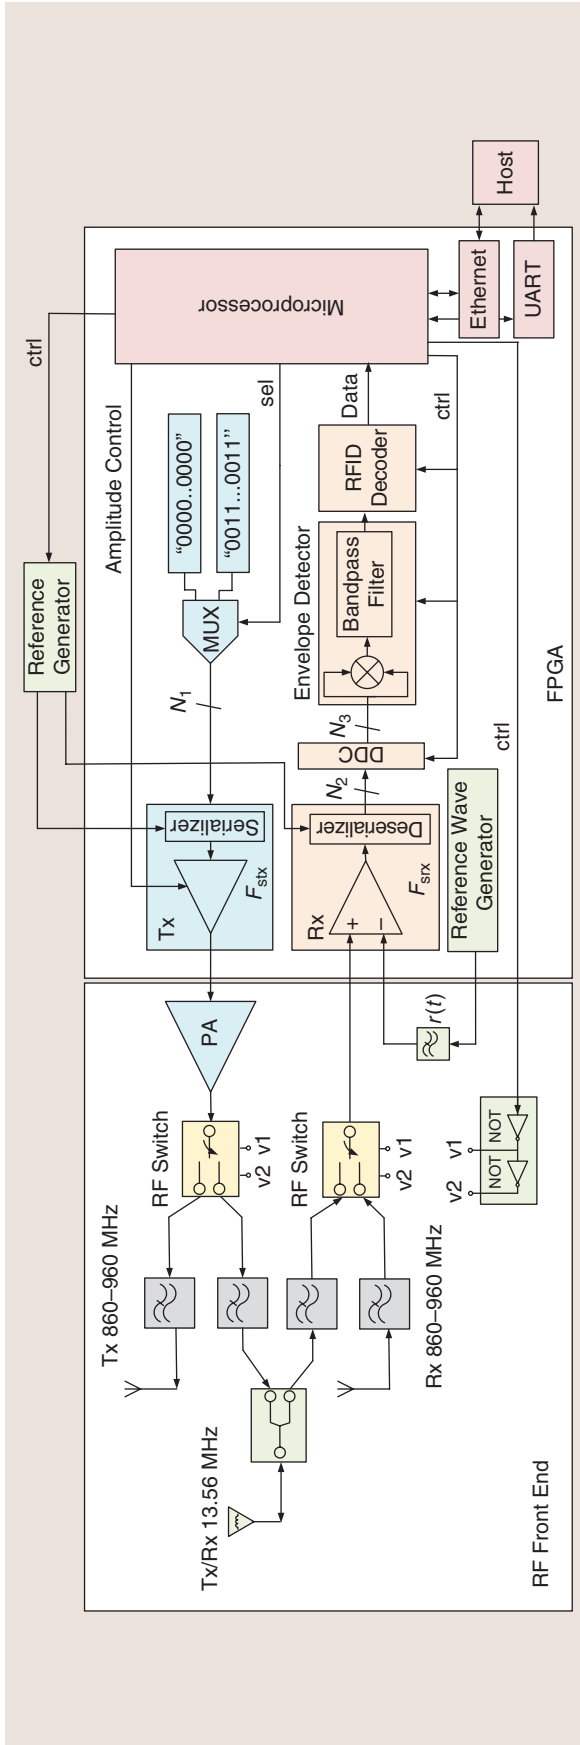 Tx/Rx 13.56 MHz
Tx 860–960 MHz
Rx 860–960 MHz
RF Front End
RF Switch
v2 v1
RF Switch
v2 v1
v2
v1
NOT
NOT
PA
r(t)
Tx
Serializer
F stx
Rx
+
–
Deserializer
F srx
Reference Wave
Generator
Reference
Generator
ctrl
Amplitude Control
N1
MUX
“0000..0000”
“0011...0011”
sel
N2
DDC
N3
Envelope Detector
Bandpass
Filter
RFID
Decoder
Data
ctrl
ctrl
FPGA
Microprocessor
Ethernet
UART
Host